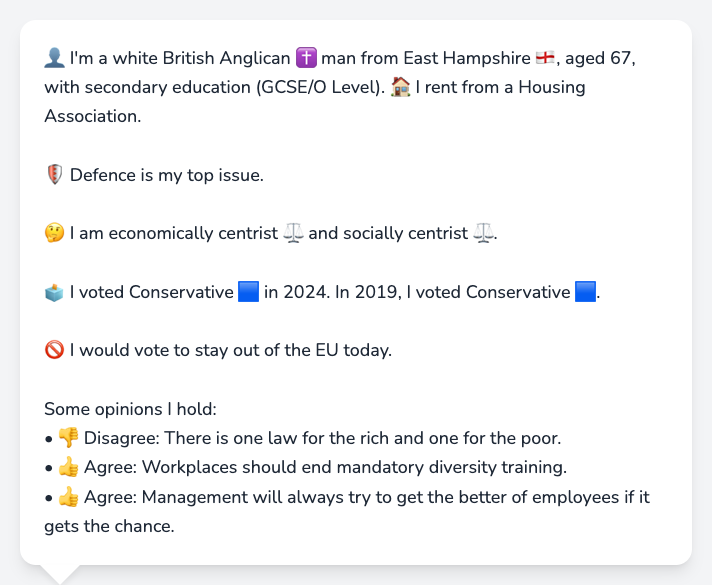 👤 I'm a white British Anglican ✝️ man from East Hampshire 🏴󠁧󠁢󠁥󠁮󠁧󠁿, aged 67,
with secondary education (GCSE/O Level). 🏠 I rent from a Housing
Association.
🛡️ Defence is my top issue.
🤔 I am economically centrist ⚖️ and socially centrist ⚖️.
🗳️ I voted Conservative 🟦 in 2024. In 2019, I voted Conservative 🟦.
🚫 I would vote to stay out of the EU today.
Some opinions I hold:
• 👎 Disagree: There is one law for the rich and one for the poor.
• 👍 Agree: Workplaces should end mandatory diversity training.
• 👍 Agree: Management will always try to get the better of employees if it
gets the chance.